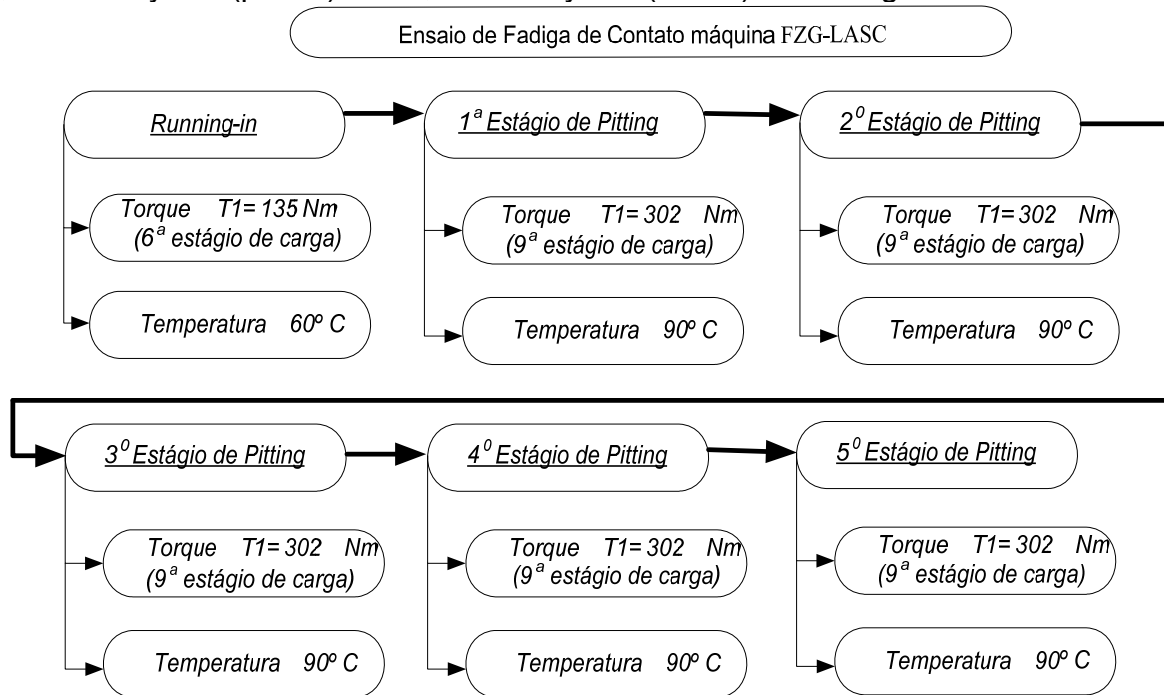 Ensaio de Fadiga de Contato máquina FZG-LASC
Running-in
1ª Estágio de Pitting
2⁰ Estágio de Pitting
Torque T1= 135 Nm
(6ª estágio de carga)
Torque T1= 302 Nm
(9ª estágio de carga)
Torque T1= 302 Nm
(9ª estágio de carga)
Temperatura 60º C
Temperatura 90º C
Temperatura 90º C
3⁰ Estágio de Pitting
4⁰ Estágio de Pitting
5⁰ Estágio de Pitting
Torque T1= 302 Nm
(9ª estágio de carga)
Torque T1= 302 Nm
(9ª estágio de carga)
Torque T1= 302 Nm
(9ª estágio de carga)
Temperatura 90º C
Temperatura 90º C
Temperatura 90º C